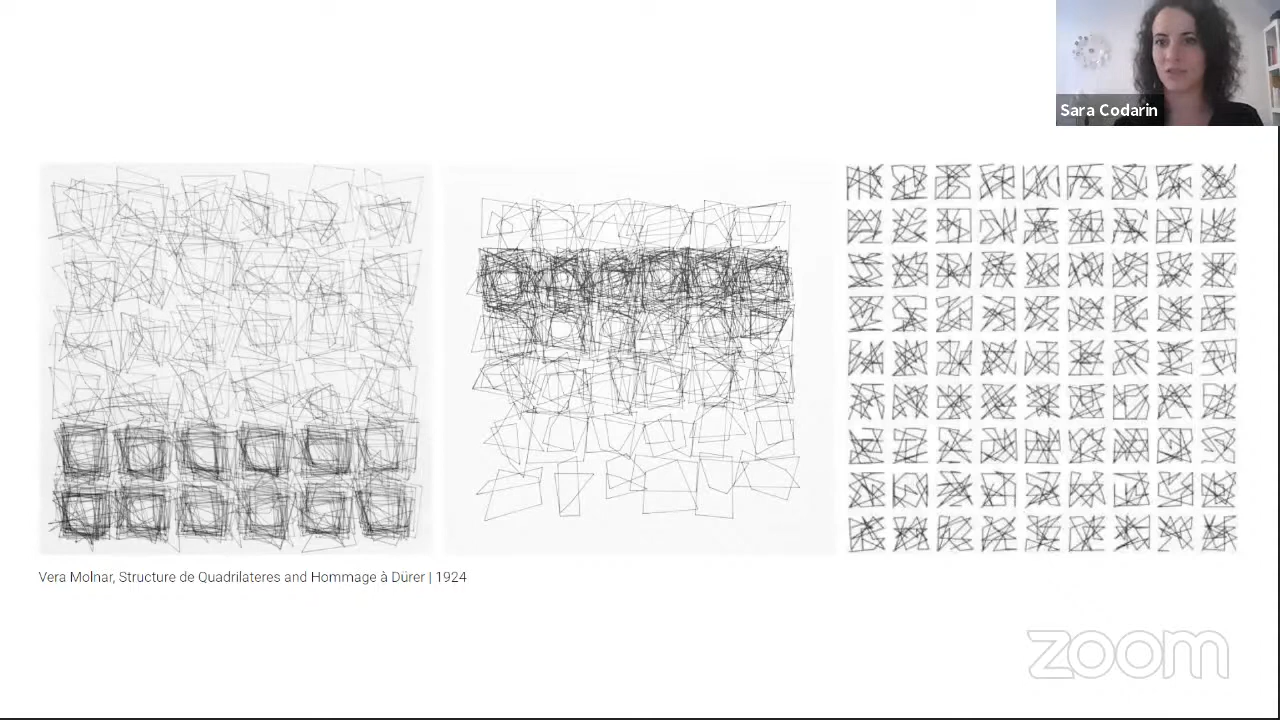 Sara Codarin
Vera Molnar, Structure de Quadrilateres and Hommage à Dürer | 1924
zoom